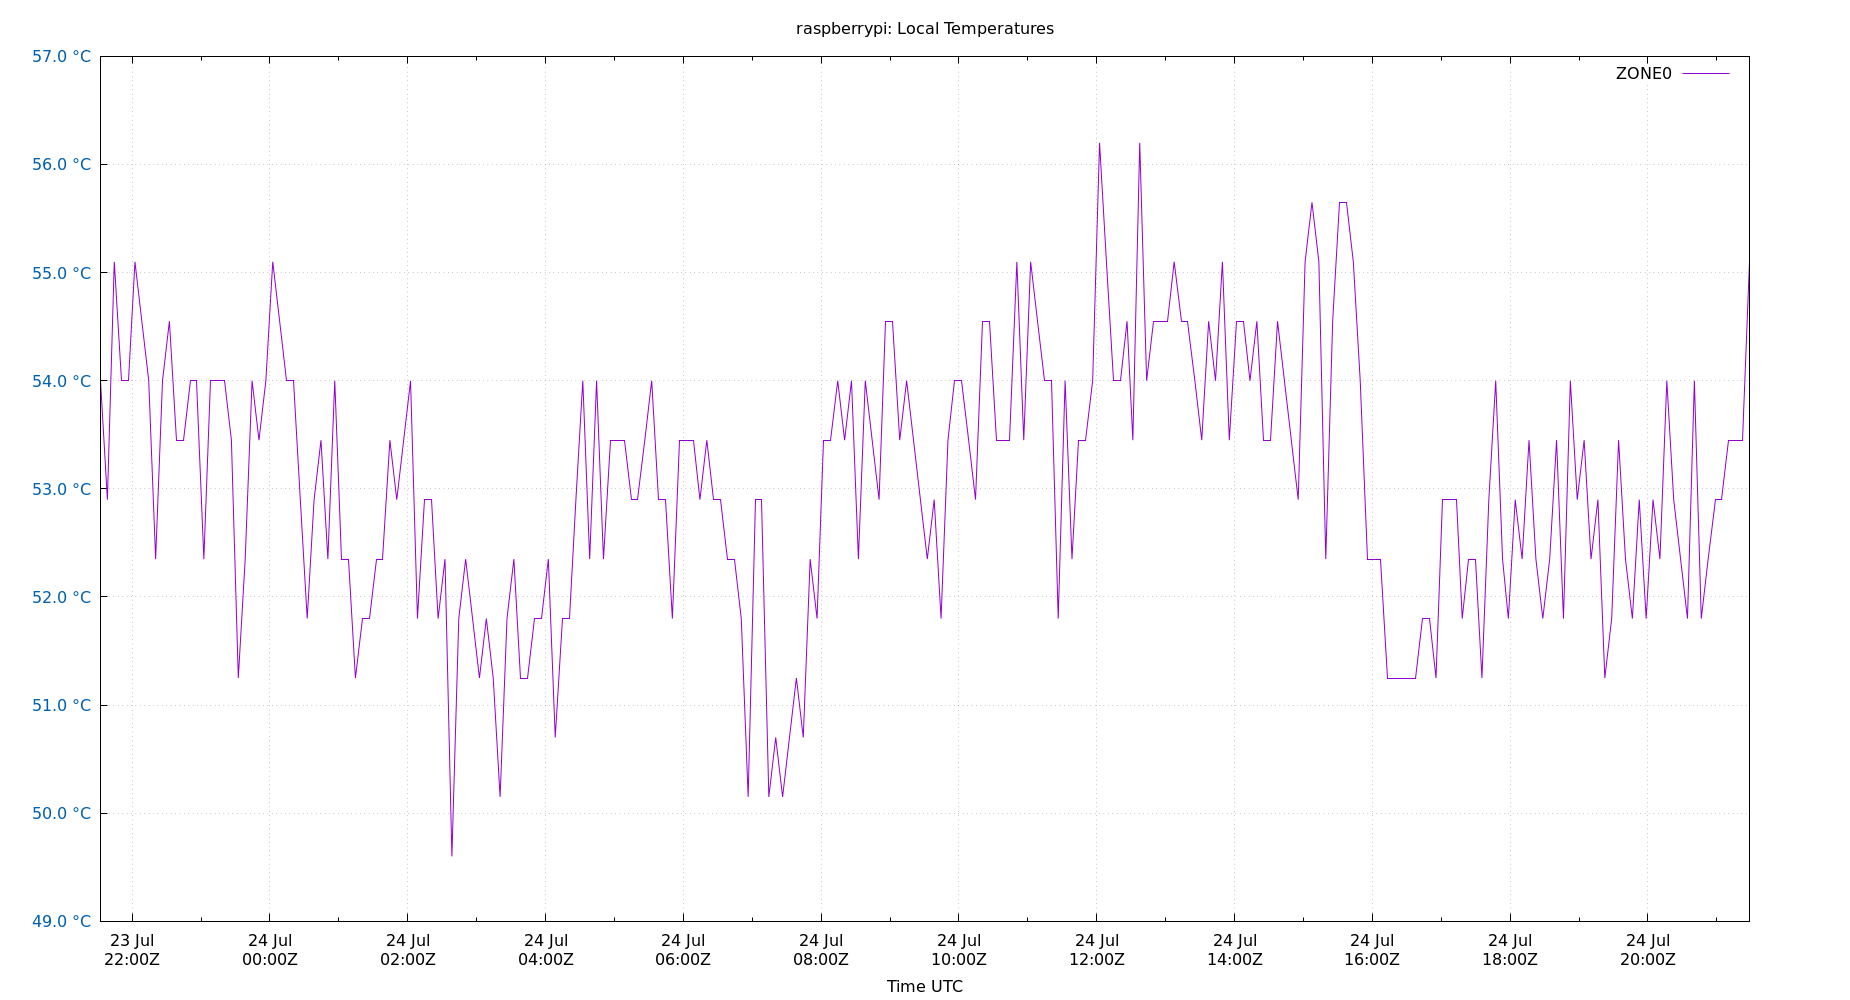 raspberrypi: Local Temperatures
57.0 °C
ZONE0
56.0 °C
55.0 °C
54.0 °C
53.0 °C
52.0 °C
51.0 °C
50.0 °C
49.0 °C
23 Jul 24 Jul 24 Jul 24 Jul 24 Jul 24 Jul 24 Jul 24 Jul 24 Jul 24 Jul 24 Jul 24 Jul
22:00Z 00:00Z 02:00Z 04:00Z 06:00Z 08:00Z 10:00Z 12:00Z 14:00Z 16:00Z 18:00Z 20:00Z
Time UTC